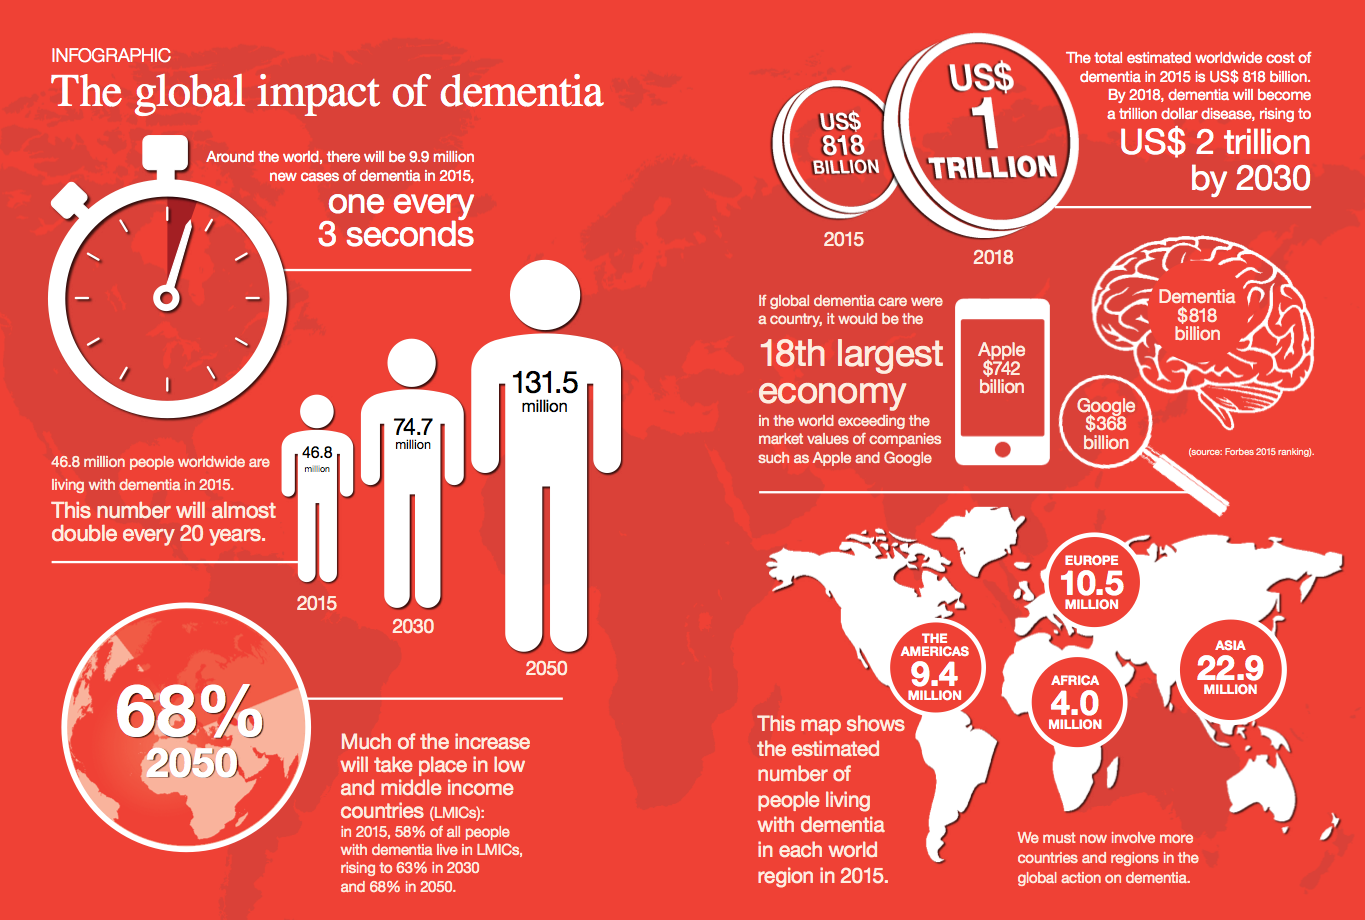 INFOGRAPHIC
The global impact of dementia
Around the world, there will be 9.9 million
new cases of dementia in 2015,
one every
3 seconds
46.8 million people worldwide are
living with dementia in 2015.
This number will almost
double every 20 years.
46.8
million
2015
74.7
million
2030
131.5
million
2050
68%
2050
Much of the increase
will take place in low
and middle income
countries (LMICs):
in 2015, 58% of all people
with dementia live in LMICs,
rising to 63% in 2030
and 68% in 2050.
US$
818
BILLION
2015
US$
1
TRILLION
2018
The total estimated worldwide cost of
dementia in 2015 is US$ 818 billion.
By 2018, dementia will become
a trillion dollar disease, rising to
US$ 2 trillion
by 2030
If global dementia care were
a country, it would be the
18th largest
economy
in the world exceeding the
market values of companies
such as Apple and Google
Apple
$742
billion
Google
$368
billion
Dementia
$818
billion
(source: Forbes 2015 ranking).
This map shows
the estimated
number of
people living
with dementia
in each world
region in 2015.
THE
AMERICAS
9.4
MILLION
EUROPE
10.5
MILLION
AFRICA
4.0
MILLION
ASIA
22.9
MILLION
We must now involve more
countries and regions in the
global action on dementia.